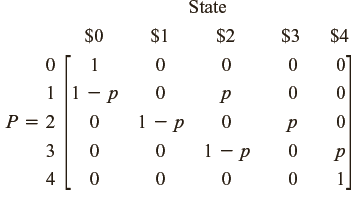 State
$0 $1 $2 $3 $4
0 1 0 0 0 0
1 1 − p 0 p 0 0
P = 2 0 1 − p 0 p 0
3 0 0 1 − p 0 p
4 0 0 0 0 1